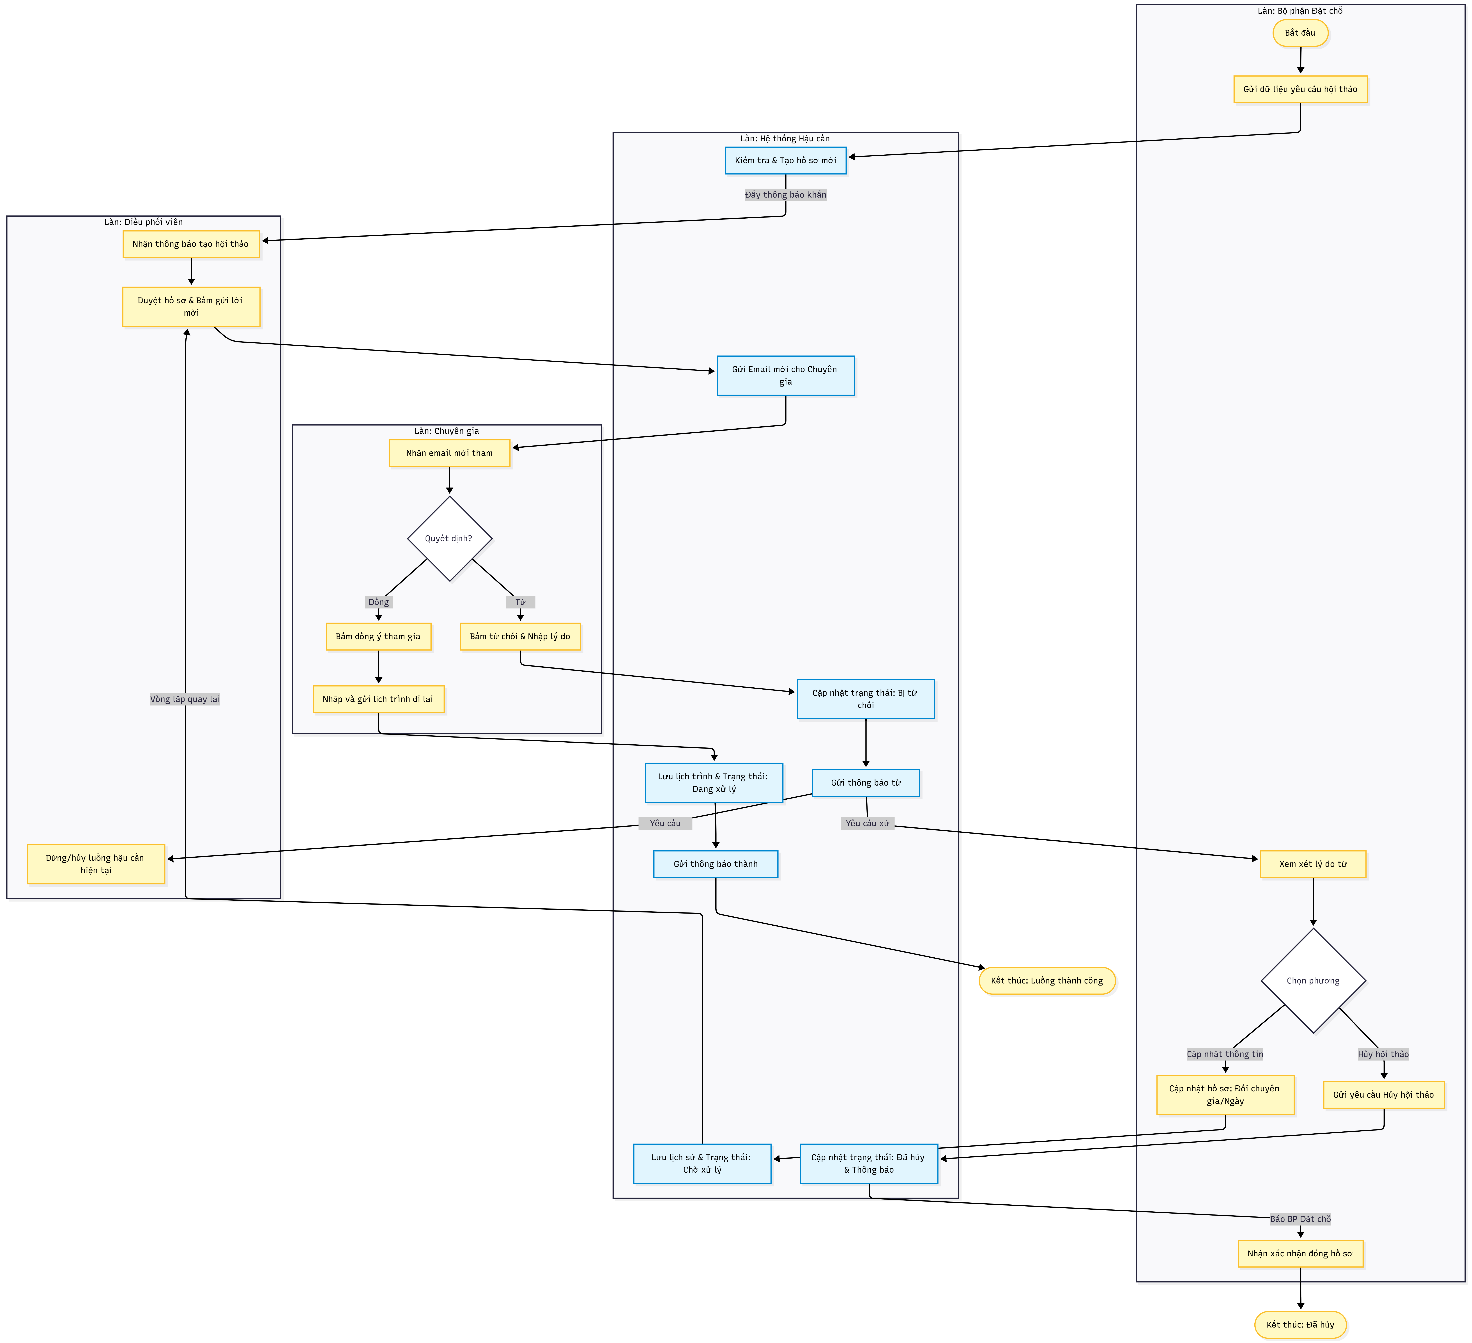 Làn: Bộ phận Đặt chỗ
Bắt đầu
Gửi dữ liệu yêu cầu hội thảo
Làn: Hệ thống Hậu cần
Kiểm tra & Tạo hồ sơ mới
Đẩy thông báo khẩn
Làn: Điều phối viên
Nhận thông báo tạo hội thảo
Duyệt hồ sơ & Bấm gửi lời
mời
Gửi Email mời cho Chuyên
gia
Làn: Chuyên gia
Nhận email mời tham
Quyết định?
Đồng
Từ
Bấm đồng ý tham gia
Bấm từ chối & Nhập lý do
Nhập và gửi lịch trình đi lại
Vòng lặp quay lại
Cập nhật trạng thái: Bị từ
chối
Lưu lịch trình & Trạng thái:
Đang xử lý
Gửi thông báo từ
Yêu cầu
Yêu cầu xử
Dừng/hủy luồng hậu cần
hiện tại
Gửi thông báo thành
Xem xét lý do từ
Kết thúc: Luồng thành công
Chọn phương
Cập nhật thông tin
Hủy hội thảo
Cập nhật hồ sơ: Đổi chuyên
gia/Ngày
Gửi yêu cầu Hủy hội thảo
Lưu lịch sử & Trạng thái:
Chờ xử lý
Cập nhật trạng thái: Đã hủy
& Thông báo
Báo BP Đặt chỗ
Nhận xác nhận đóng hồ sơ
Kết thúc: Đã hủy